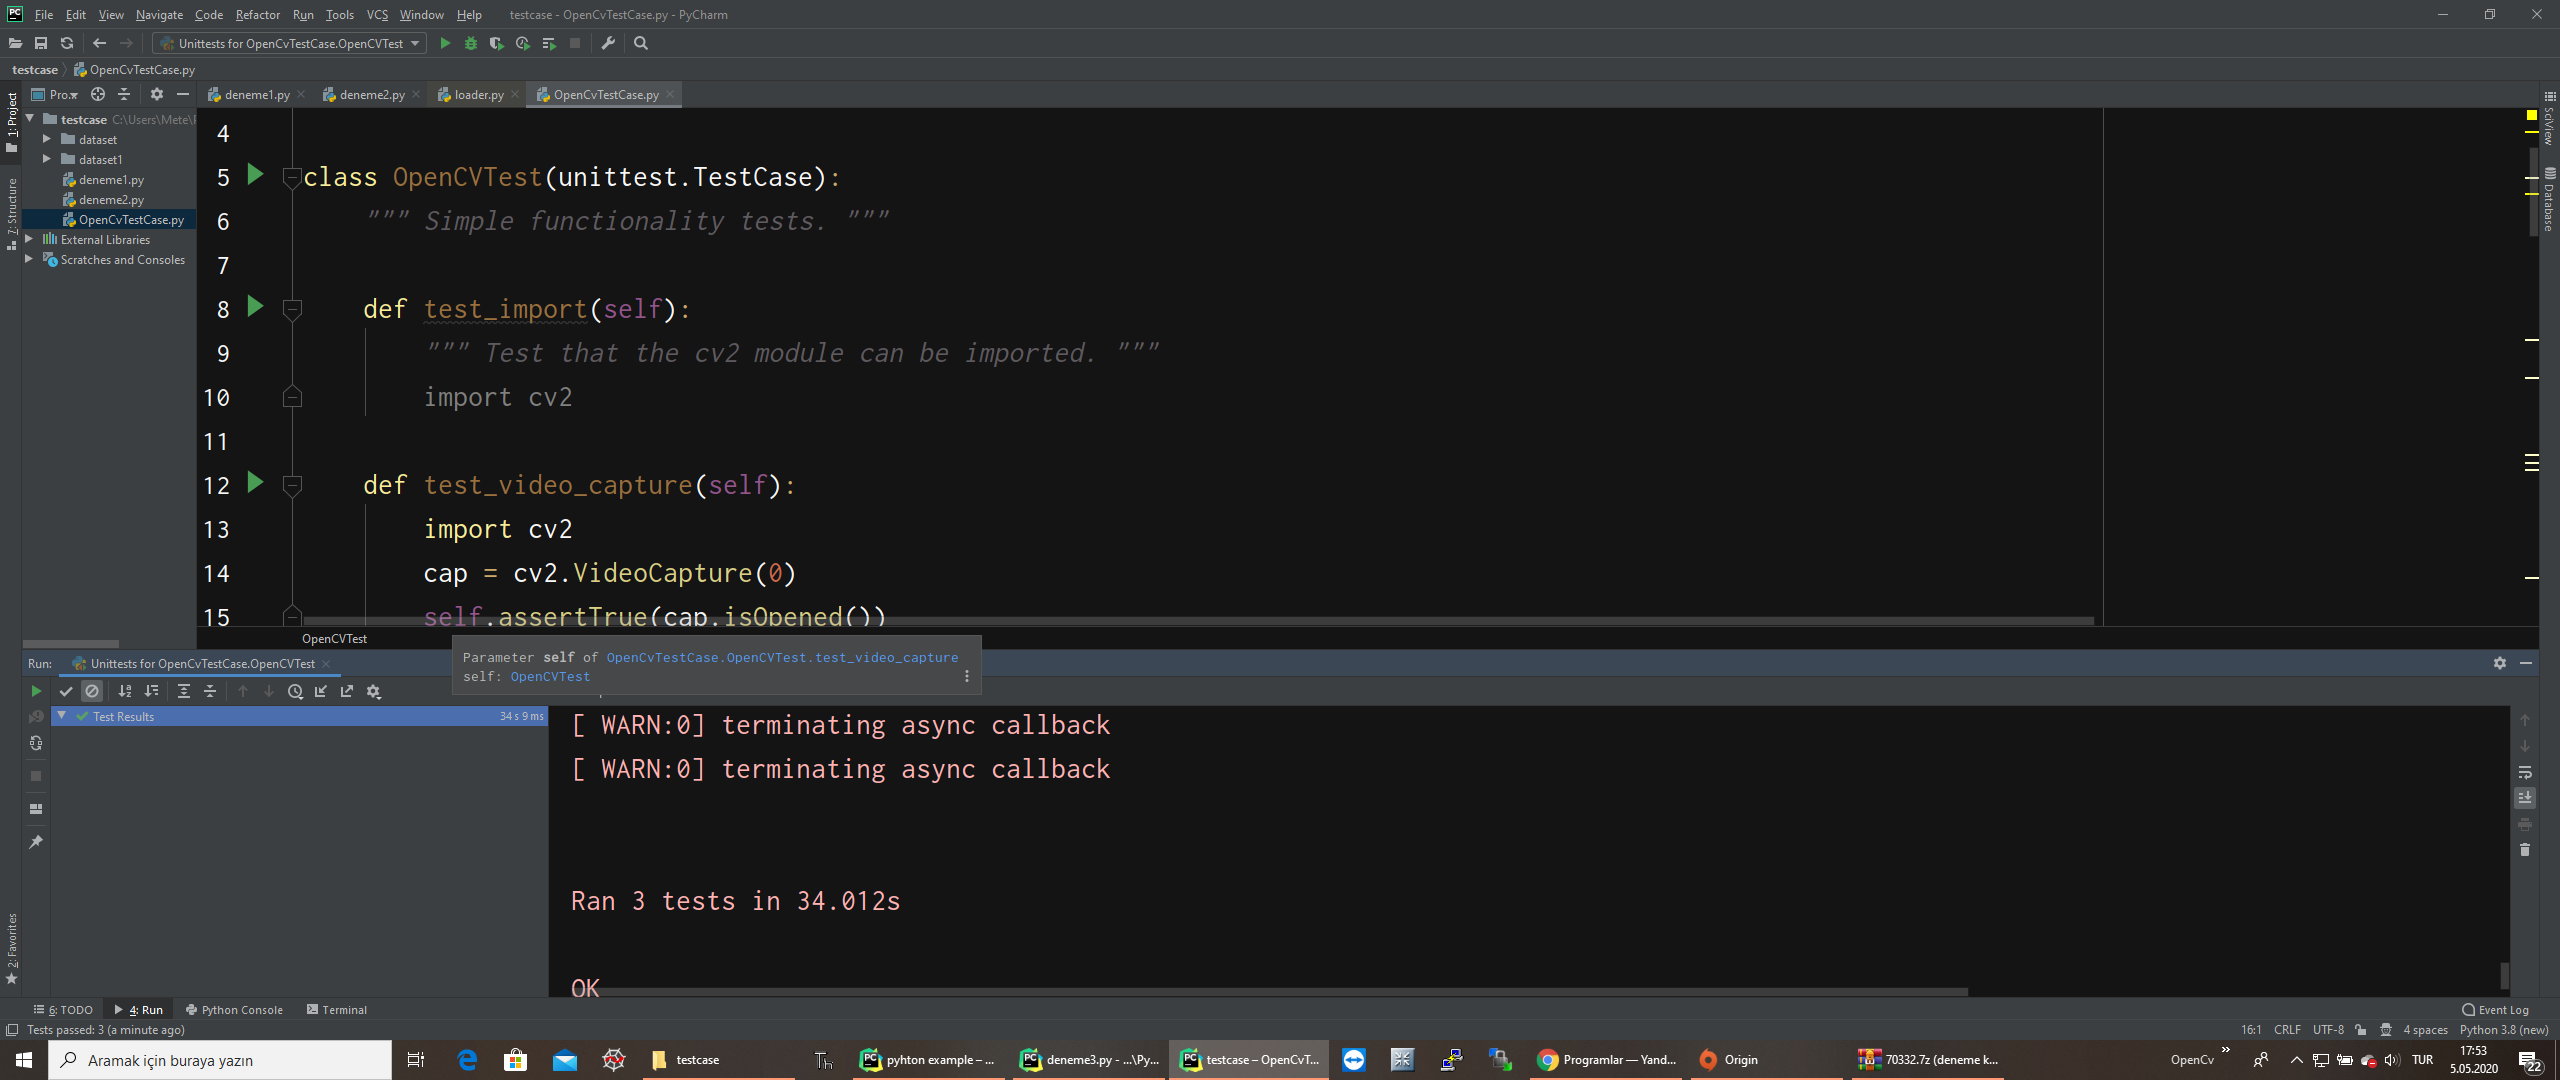 File Edit View Navigate Code Refactor Run Tools VCS Window Help testcase - OpenCvTestCase.py - PyCharm
Unittests for OpenCvTestCase.OpenCVTest
testcase OpenCvTestCase.py
1: Project
7: Structure
2: Favorites
Pro..
testcase C:\Users\Mete\
dataset
dataset1
deneme1.py
deneme2.py
OpenCvTestCase.py
External Libraries
Scratches and Consoles
deneme1.py deneme2.py loader.py OpenCvTestCase.py
4
5 class OpenCVTest(unittest.TestCase):
6 """ Simple functionality tests. """
7
8 def test_import(self):
9 """ Test that the cv2 module can be imported. """
10 import cv2
11
12 def test_video_capture(self):
13 import cv2
14 cap = cv2.VideoCapture(0)
15 self.assertTrue(cap.isOpened())
OpenCVTest
SciView
Database
Parameter self of OpenCvTestCase.OpenCVTest.test_video_capture
self: OpenCVTest
Run: Unittests for OpenCvTestCase.OpenCVTest
Test Results 34 s 9 ms
[ WARN:0] terminating async callback
[ WARN:0] terminating async callback
Ran 3 tests in 34.012s
OK
6: TODO 4: Run Python Console Terminal Event Log
Tests passed: 3 (a minute ago) 16:1 CRLF UTF-8 4 spaces Python 3.8 (new)
Aramak için buraya yazın testcase pyhton example – ... deneme3.py - ...\Py... testcase – OpenCvT... Programlar — Yand... Origin 70332.7z (deneme k... OpenCv TUR 17:53
5.05.2020 22